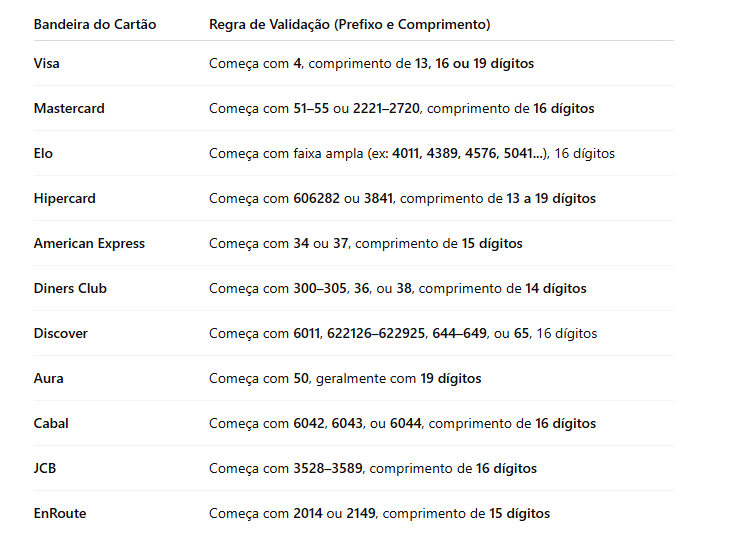 Bandeira do Cartão Regra de Validação (Prefixo e Comprimento)
Visa Começa com 4, comprimento de 13, 16 ou 19 dígitos
Mastercard Começa com 51–55 ou 2221–2720, comprimento de 16 dígitos
Elo Começa com faixa ampla (ex: 4011, 4389, 4576, 5041...), 16 dígitos
Hipercard Começa com 606282 ou 3841, comprimento de 13 a 19 dígitos
American Express Começa com 34 ou 37, comprimento de 15 dígitos
Diners Club Começa com 300–305, 36, ou 38, comprimento de 14 dígitos
Discover Começa com 6011, 622126–622925, 644–649, ou 65, 16 dígitos
Aura Começa com 50, geralmente com 19 dígitos
Cabal Começa com 6042, 6043, ou 6044, comprimento de 16 dígitos
JCB Começa com 3528–3589, comprimento de 16 dígitos
EnRoute Começa com 2014 ou 2149, comprimento de 15 dígitos